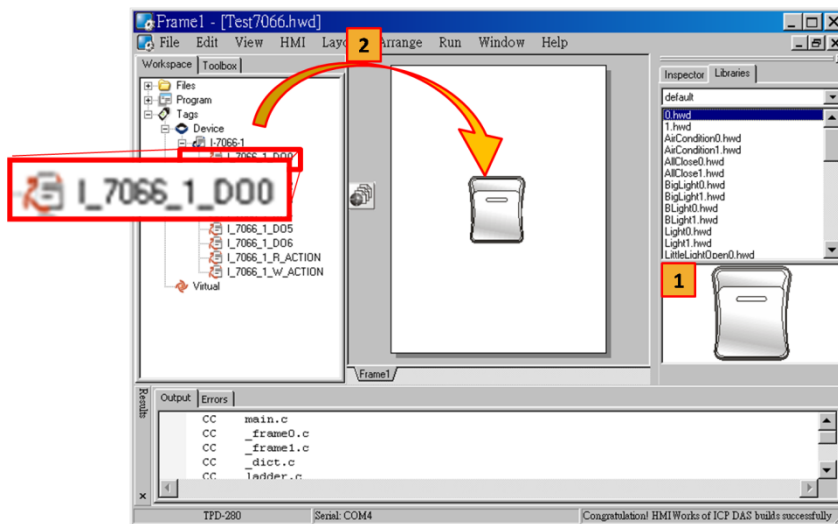 Frame1 - [Test7066.hwd]
File Edit View HMI Layo Arrange Run Window Help
2
Workspace Toolbox
Files
Program
Tags
Device
I-7066-1
I_7066_1_DO0
I_7066_1_DO0
I_7066_1_DO5
I_7066_1_DO6
I_7066_1_R_ACTION
I_7066_1_W_ACTION
Virtual
Frame1
Inspector Libraries
default
0.hwd
1.hwd
AirCondition0.hwd
AirCondition1.hwd
AllClose0.hwd
AllClose1.hwd
BigLight0.hwd
BigLight1.hwd
BLight0.hwd
BLight1.hwd
Light0.hwd
Light1.hwd
LittleLightOpen0.hwd
1
Results
Output Errors
CC main.c
CC _frame0.c
CC _frame1.c
CC _dict.c
CC ladder.c
TPD-280 Serial: COM4 Congratulation! HMIWorks of ICP DAS builds successfully